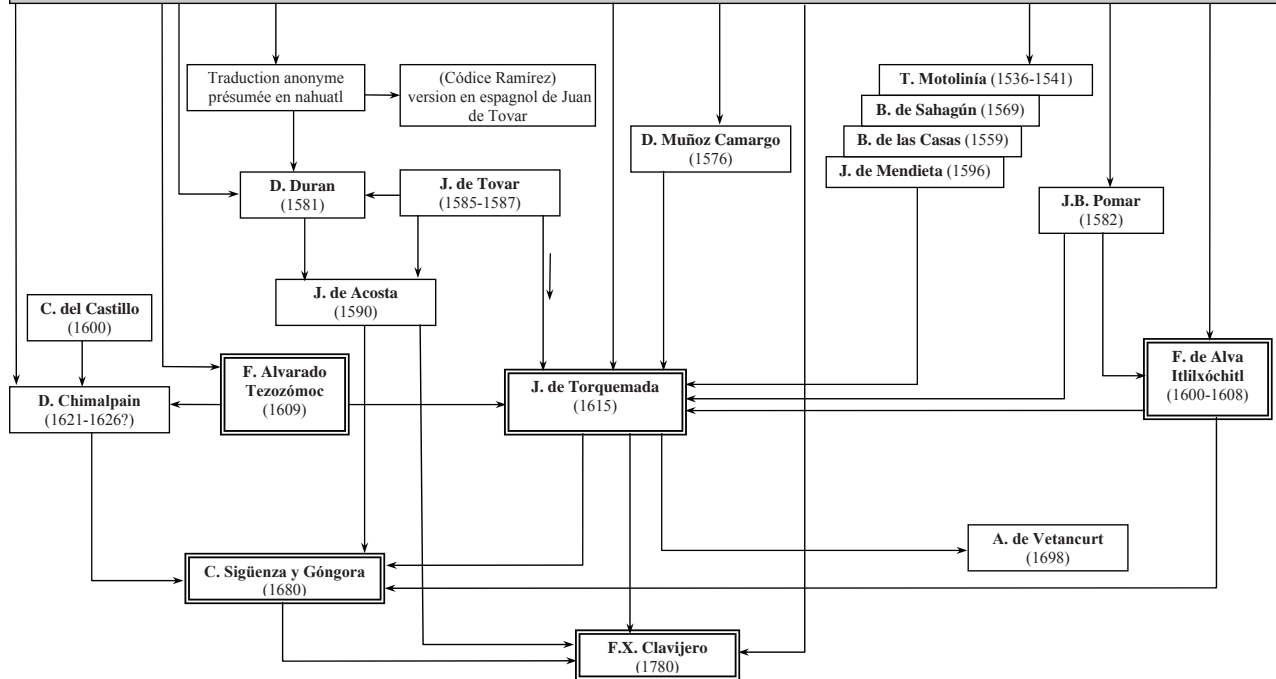 Traduction anonyme
présumée en nahuatl
(Códice Ramírez)
version en espagnol de Juan
de Tovar
T. Motolinía (1536-1541)
B. de Sahagún (1569)
B. de las Casas (1559)
J. de Mendieta (1596)
D. Muñoz Camargo
(1576)
D. Duran
(1581)
J. de Tovar
(1585-1587)
J.B. Pomar
(1582)
J. de Acosta
(1590)
C. del Castillo
(1600)
F. Alvarado
Tezozómoc
(1609)
J. de Torquemada
(1615)
F. de Alva
Itlilxóchitl
(1600-1608)
D. Chimalpain
(1621-1626?)
A. de Vetancurt
(1698)
C. Sigüenza y Góngora
(1680)
F.X. Clavijero
(1780)